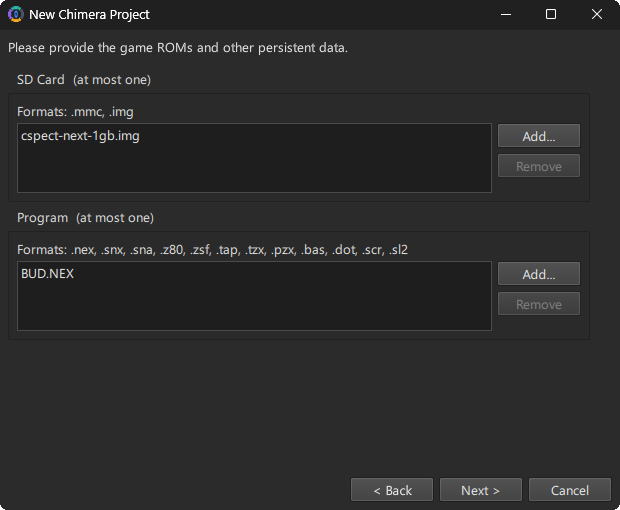 New Chimera Project
Please provide the game ROMs and other persistent data.
SD Card (at most one)
Formats: .mmc, .img
cspect-next-1gb.img
Add...
Remove
Program (at most one)
Formats: .nex, .snx, .sna, .z80, .zsf, .tap, .tzx, .pzx, .bas, .dot, .scr, .sl2
BUD.NEX
Add...
Remove
< Back
Next >
Cancel